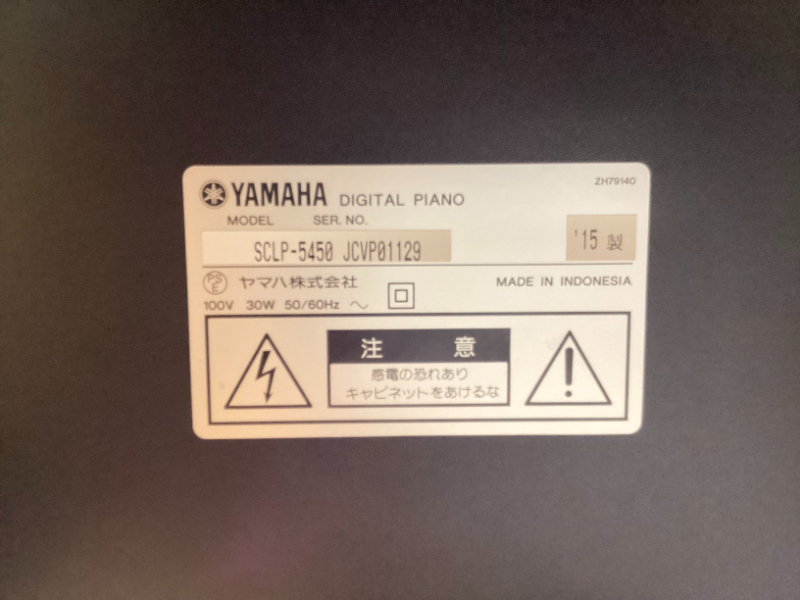 ZH79140
YAMAHA DIGITAL PIANO
MODEL SER. NO.
SCLP-5450 JCVP01129 '15 製
PSE ヤマハ株式会社 MADE IN INDONESIA
100V 30W 50/60Hz ～
注 意
感電の恐れあり
キャビネットをあけるな